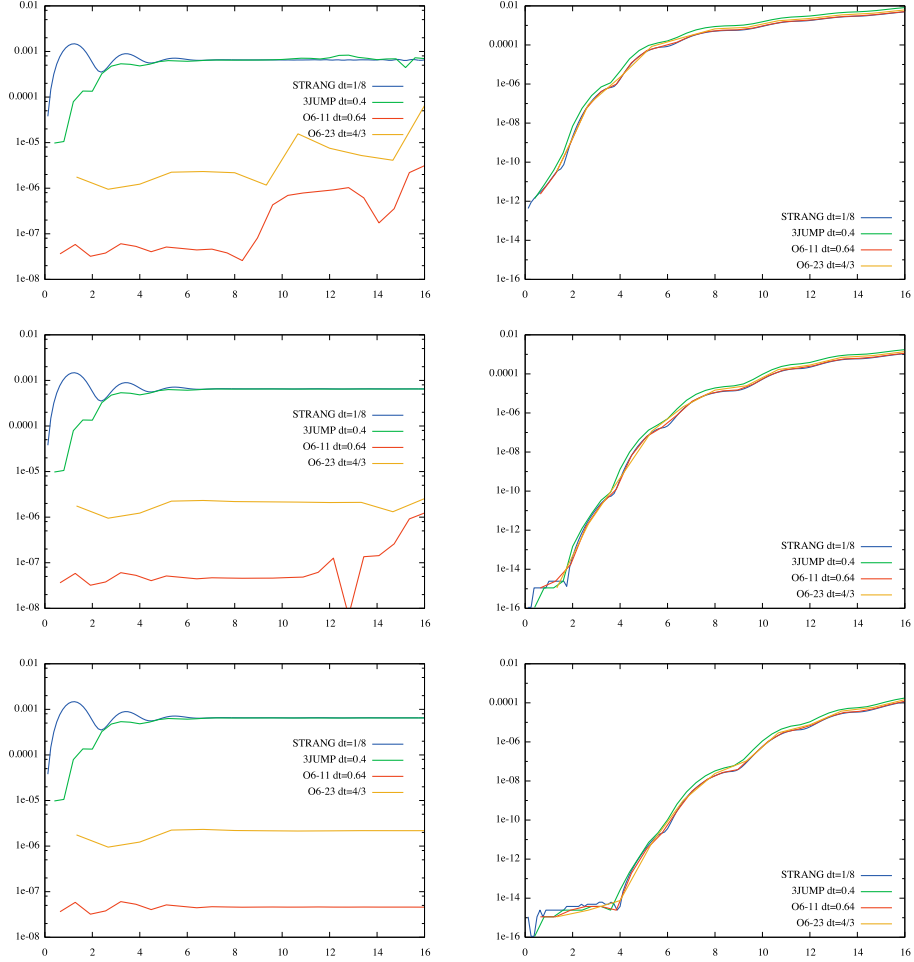 0.01
0.001
0.0001
1e-05
1e-06
1e-07
1e-08
0 2 4 6 8 10 12 14 16
STRANG dt=1/8
3JUMP dt=0.4
O6-11 dt=0.64
O6-23 dt=4/3
0.01
0.0001
1e-06
1e-08
1e-10
1e-12
1e-14
1e-16
0 2 4 6 8 10 12 14 16
STRANG dt=1/8
3JUMP dt=0.4
O6-11 dt=0.64
O6-23 dt=4/3
0.01
0.001
0.0001
1e-05
1e-06
1e-07
1e-08
0 2 4 6 8 10 12 14 16
STRANG dt=1/8
3JUMP dt=0.4
O6-11 dt=0.64
O6-23 dt=4/3
0.01
0.0001
1e-06
1e-08
1e-10
1e-12
1e-14
1e-16
0 2 4 6 8 10 12 14 16
STRANG dt=1/8
3JUMP dt=0.4
O6-11 dt=0.64
O6-23 dt=4/3
0.01
0.001
0.0001
1e-05
1e-06
1e-07
1e-08
0 2 4 6 8 10 12 14 16
STRANG dt=1/8
3JUMP dt=0.4
O6-11 dt=0.64
O6-23 dt=4/3
0.01
0.0001
1e-06
1e-08
1e-10
1e-12
1e-14
1e-16
0 2 4 6 8 10 12 14 16
STRANG dt=1/8
3JUMP dt=0.4
O6-11 dt=0.64
O6-23 dt=4/3